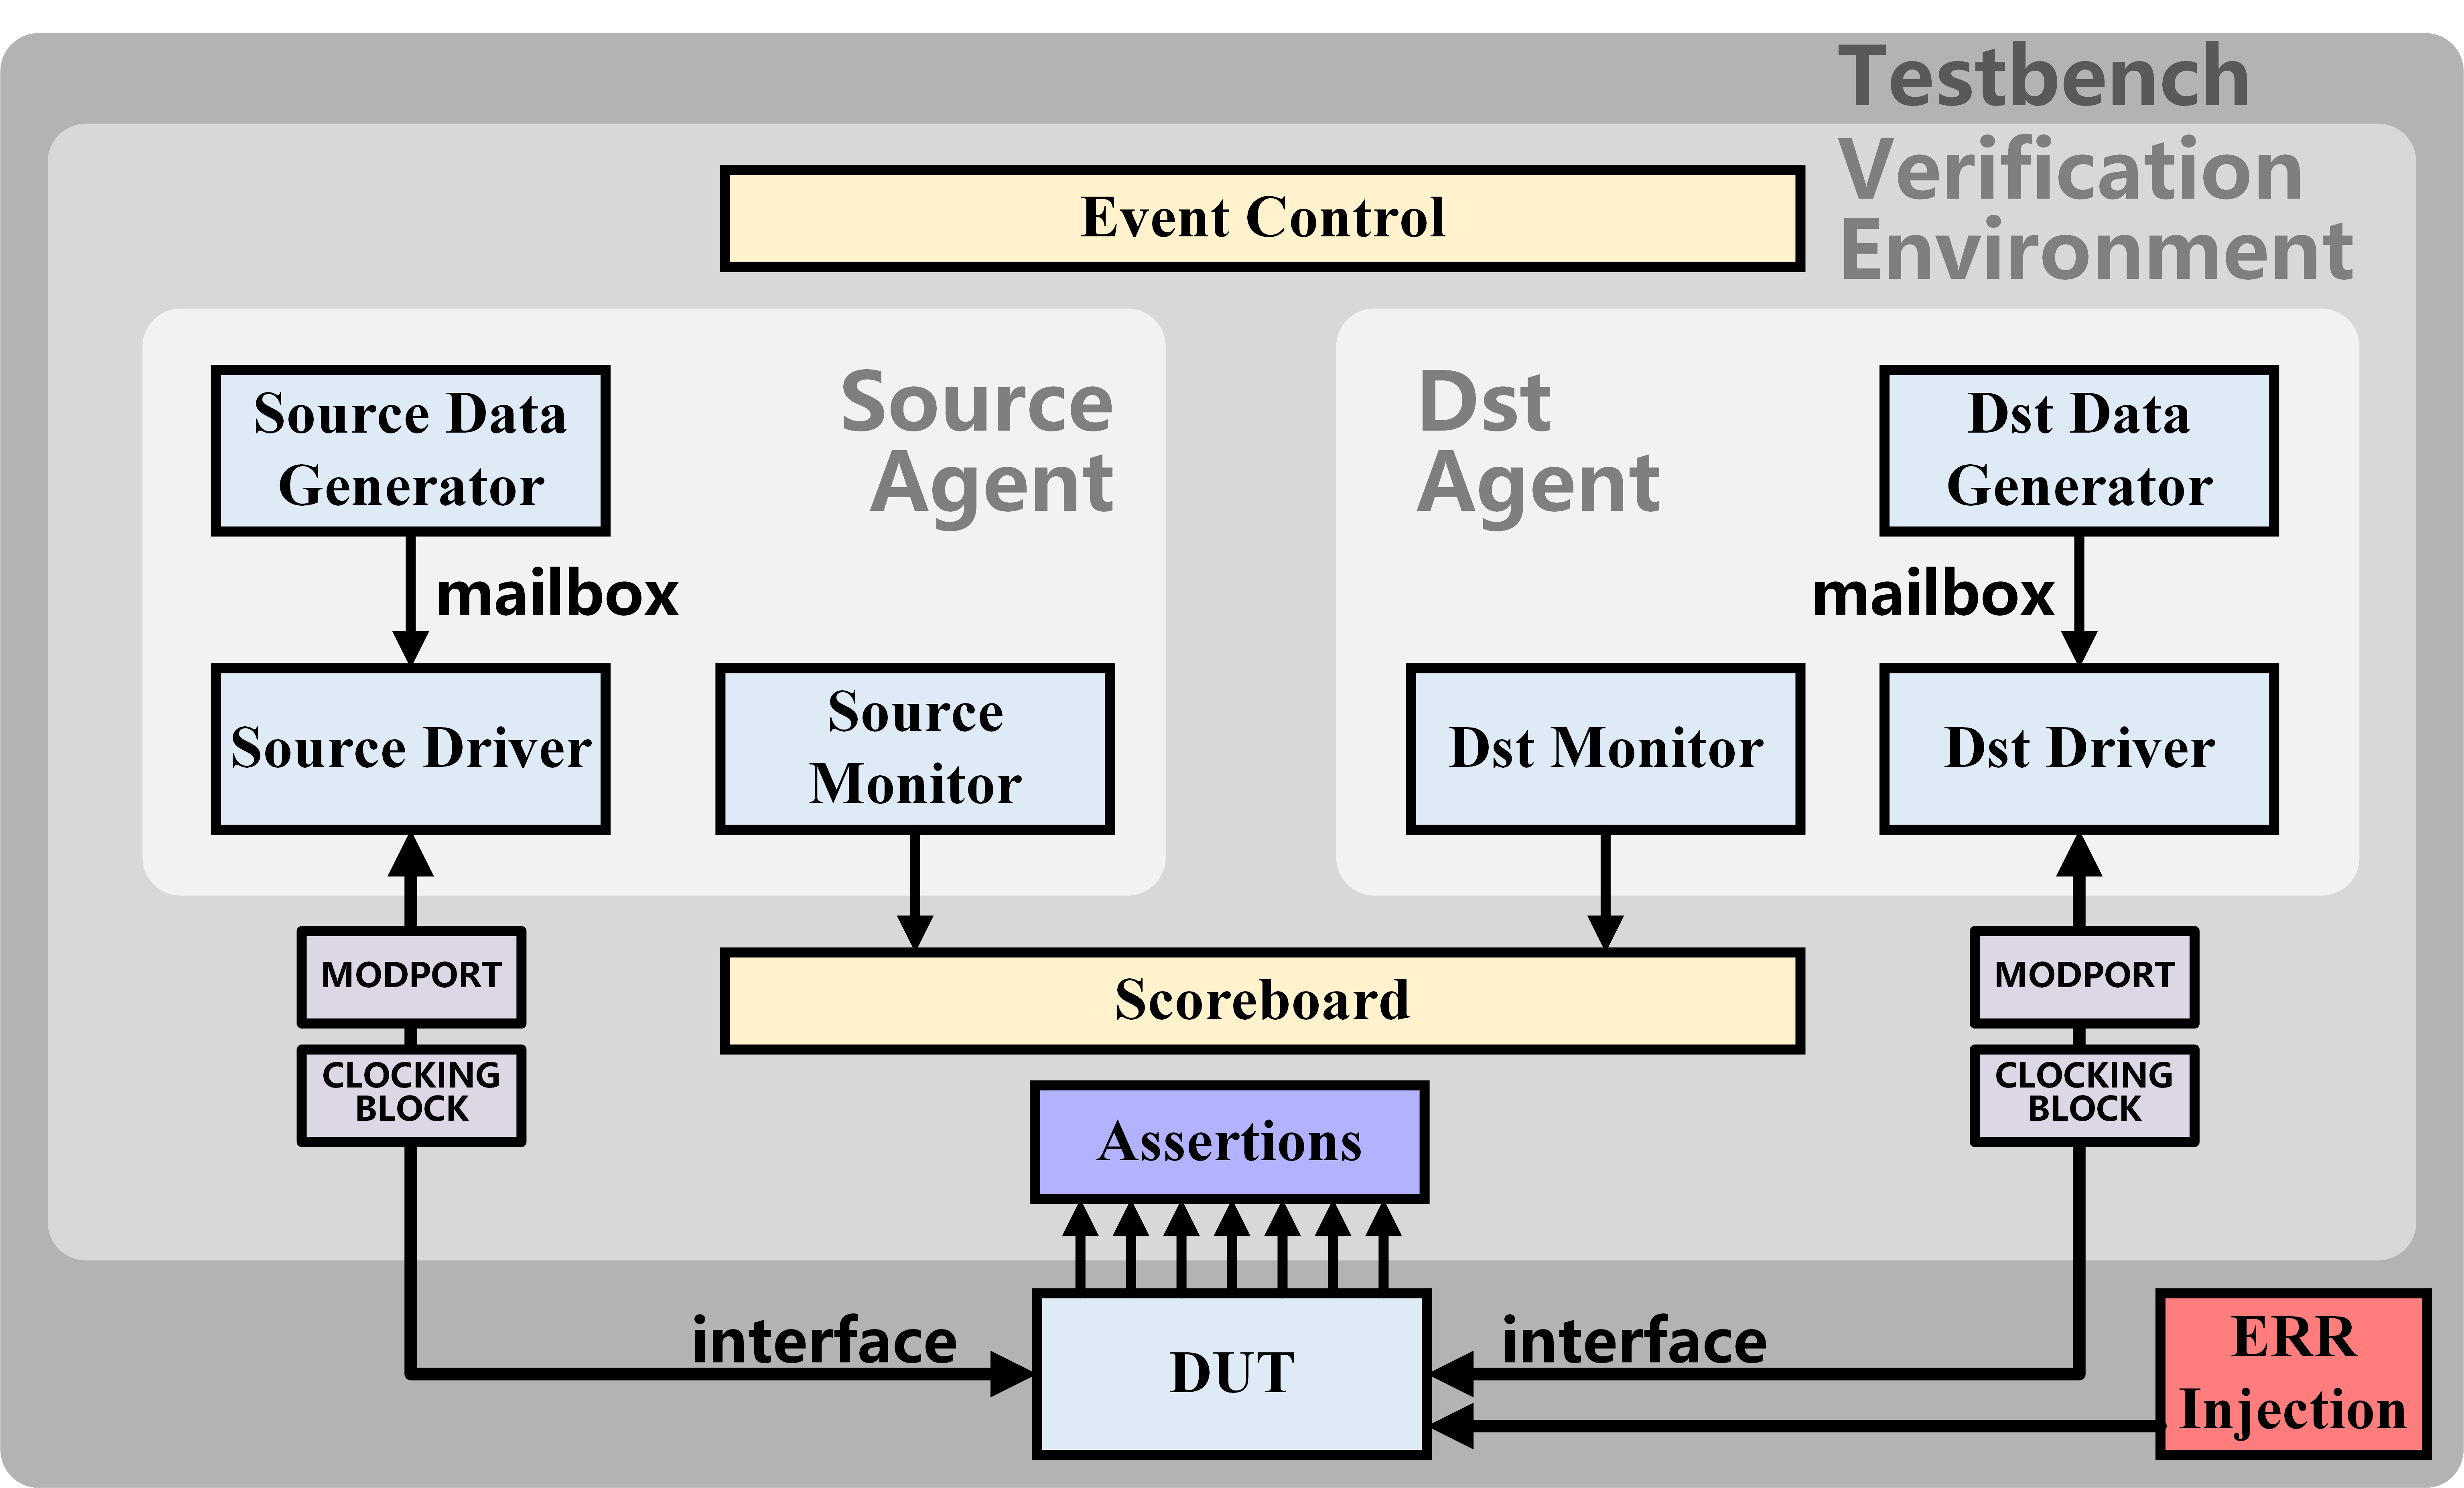 Testbench
Verification
Environment
Event Control
Source Data
Generator
Source
Agent
Dst
Agent
Dst Data
Generator
mailbox
mailbox
Source Driver
Source
Monitor
Dst Monitor
Dst Driver
MODPORT
CLOCKING
BLOCK
Scoreboard
MODPORT
CLOCKING
BLOCK
Assertions
interface
DUT
interface
ERR
Injection